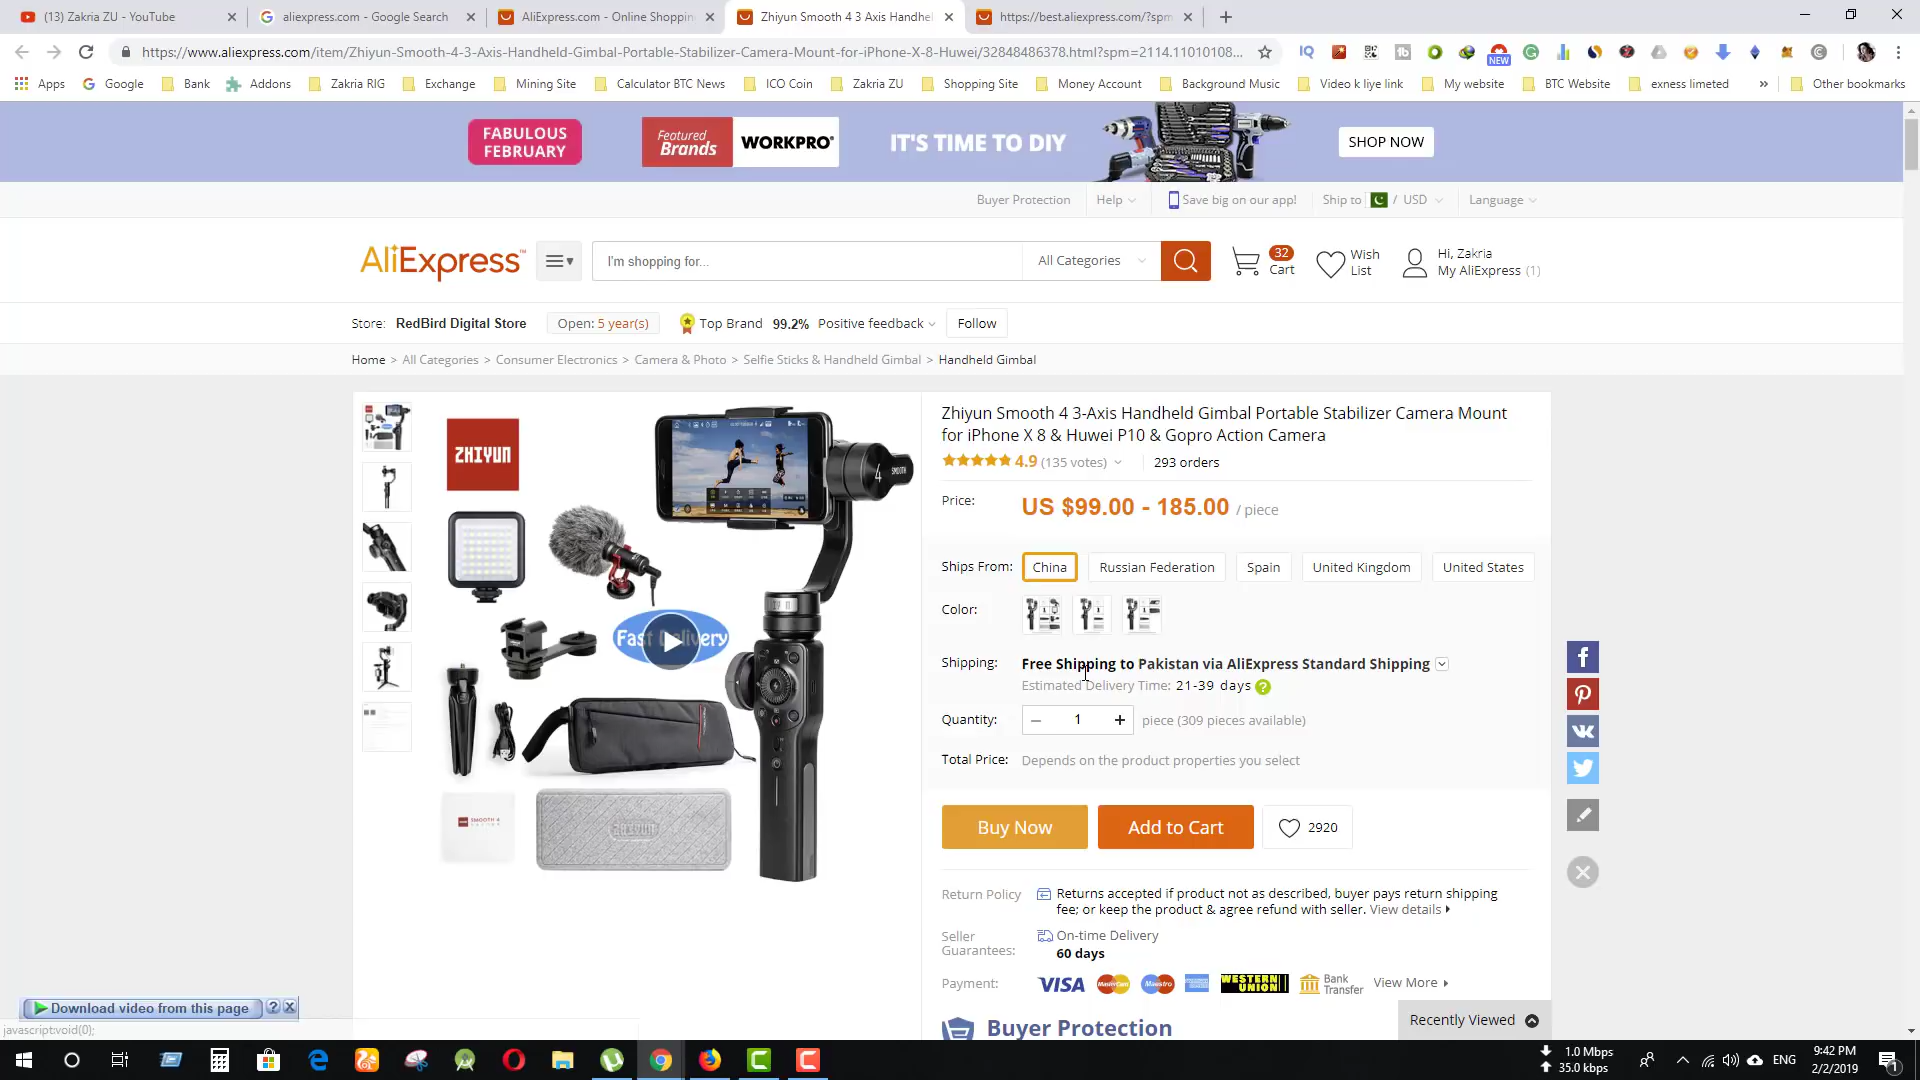 (13) Zakria ZU - YouTube
aliexpress.com - Google Search
AliExpress.com - Online Shoppin
Zhiyun Smooth 4 3 Axis Handhel
https://best.aliexpress.com/?spm
https://www.aliexpress.com/item/Zhiyun-Smooth-4-3-Axis-Handheld-Gimbal-Portable-Stabilizer-Camera-Mount-for-iPhone-X-8-Huwei/32848486378.html?spm=2114.11010108...
NEW
Apps
Google
Bank
Addons
Zakria RIG
Exchange
Mining Site
Calculator BTC News
ICO Coin
Zakria ZU
Shopping Site
Money Account
Background Music
Video k liye link
My website
BTC Website
exness limeted
»
Other bookmarks
FABULOUS
FEBRUARY
Featured
Brands
WORKPRO®
IT'S TIME TO DIY
SHOP NOW
Buyer Protection
Help
Save big on our app!
Ship to / USD
Language
AliExpress™
I'm shopping for...
All Categories
32
Cart
Wish
List
Hi, Zakria
My AliExpress (1)
Store: RedBird Digital Store
Open: 5 year(s)
Top Brand 99.2% Positive feedback
Follow
Home > All Categories > Consumer Electronics > Camera & Photo > Selfie Sticks & Handheld Gimbal > Handheld Gimbal
ZHIYUN
4
SMOOTH
Fast Delivery
SMOOTH 4
ZHIYUN
Zhiyun Smooth 4 3-Axis Handheld Gimbal Portable Stabilizer Camera Mount
for iPhone X 8 & Huwei P10 & Gopro Action Camera
4.9 (135 votes)
293 orders
Price: US $99.00 - 185.00 / piece
Ships From: China Russian Federation Spain United Kingdom United States
Color:
Shipping: Free Shipping to Pakistan via AliExpress Standard Shipping
Estimated Delivery Time: 21-39 days ?
Quantity: − 1 + piece (309 pieces available)
Total Price: Depends on the product properties you select
Buy Now
Add to Cart
2920
Return Policy
Returns accepted if product not as described, buyer pays return shipping
fee; or keep the product & agree refund with seller. View details
Seller
Guarantees:
On-time Delivery
60 days
Payment: VISA MasterCard Maestro WESTERN UNION Bank Transfer View More
Buyer Protection
Recently Viewed
Download video from this page
javascript:void(0);
1.0 Mbps
35.0 kbps
ENG
9:42 PM
2/2/2019
1